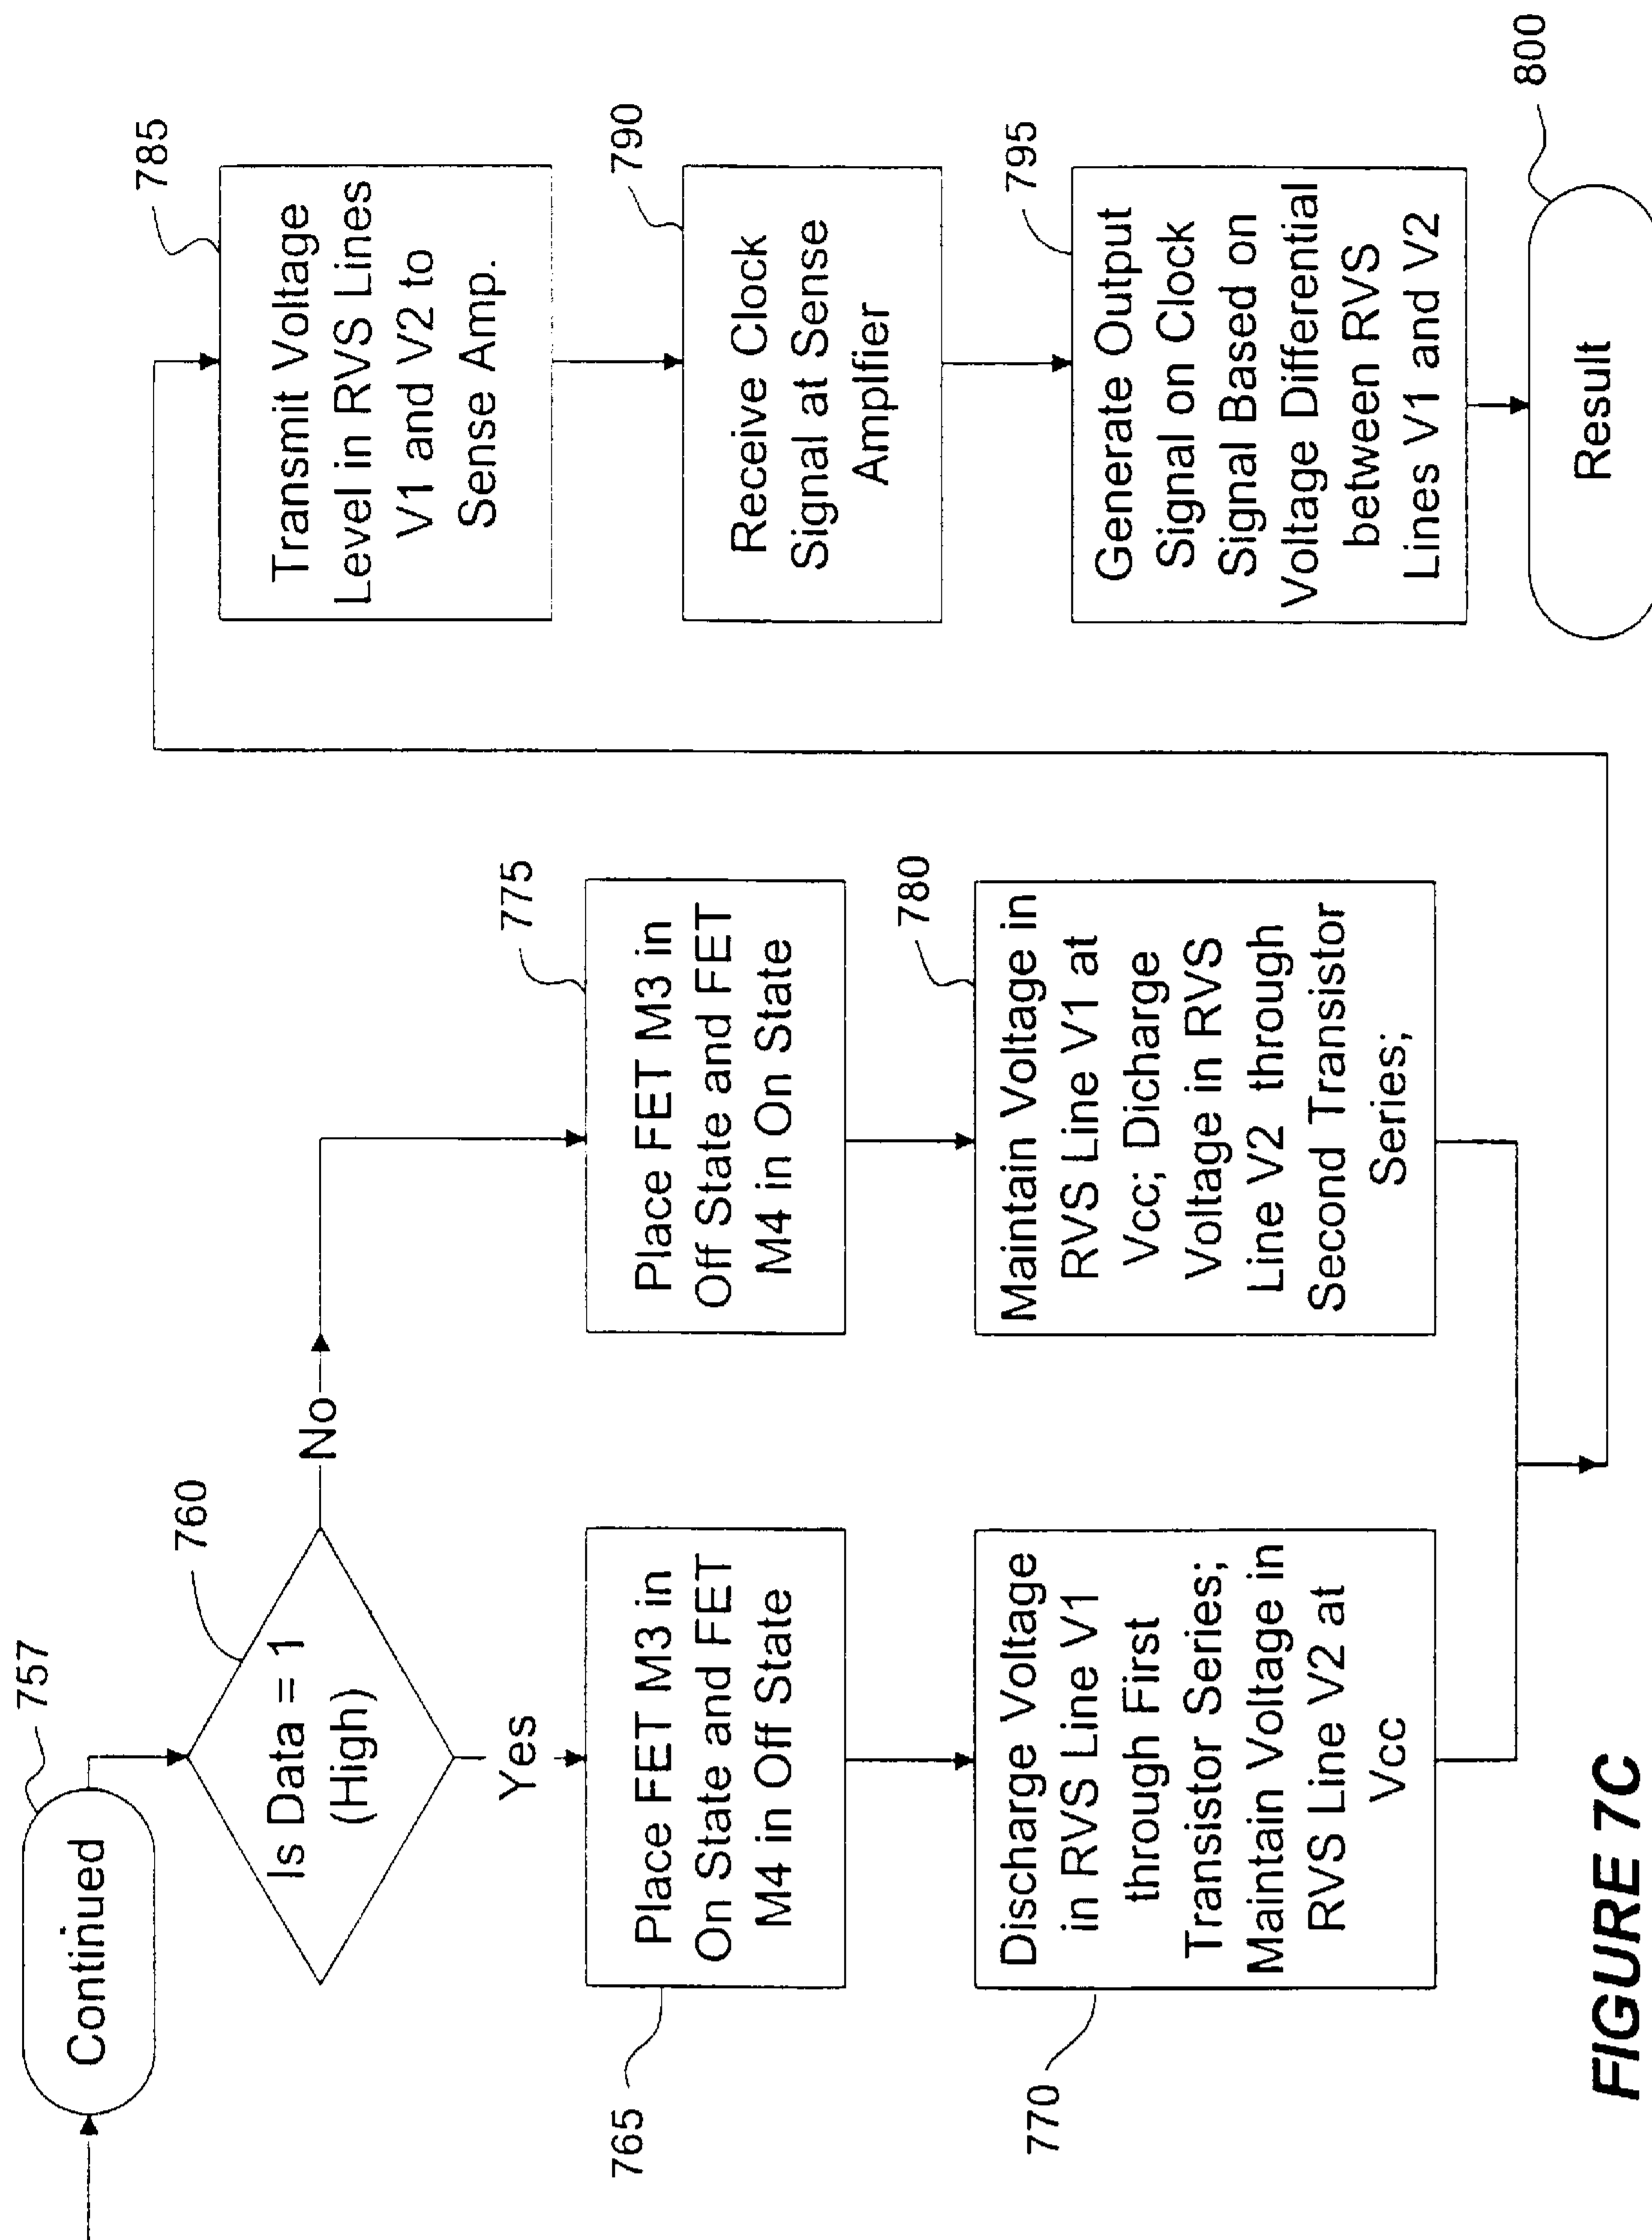 Continued
757
Is Data = 1
(High)
760
Yes
No
Place FET M3 in
On State and FET
M4 in Off State
765
Discharge Voltage
in RVS Line V1
through First
Transistor Series;
Maintain Voltage in
RVS Line V2 at
Vcc
770
Place FET M3 in
Off State and FET
M4 in On State
775
Maintain Voltage in
RVS Line V1 at
Vcc; Dicharge
Voltage in RVS
Line V2 through
Second Transistor
Series;
780
Transmit Voltage
Level in RVS Lines
V1 and V2 to
Sense Amp.
785
Receive Clock
Signal at Sense
Amplfier
790
Generate Output
Signal on Clock
Signal Based on
Voltage Differential
between RVS
Lines V1 and V2
795
Result
800
FIGURE 7C